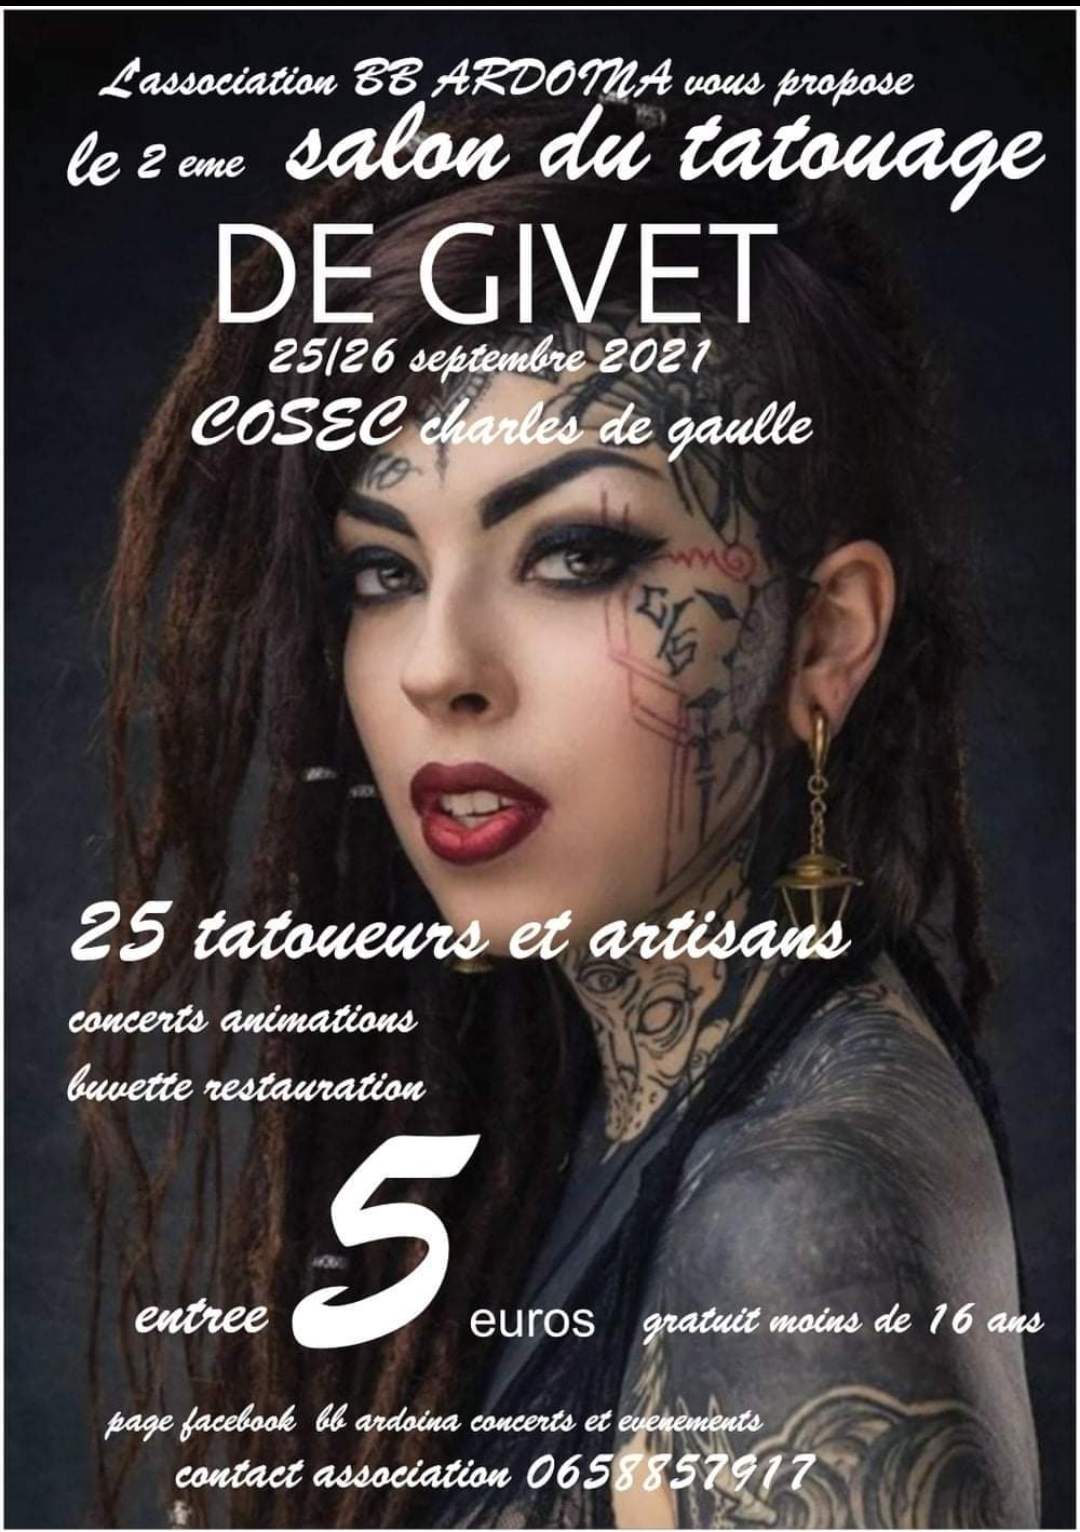 L'association BB ARDOINA vous propose
le 2 eme salon du tatouage
DE GIVET
25/26 septembre 2021
COSEC charles de gaulle
25 tatoueurs et artisans
concerts animations
buvette restauration
entree 5 euros gratuit moins de 16 ans
page facebook bb ardoina concerts et evenements
contact association 0658857917